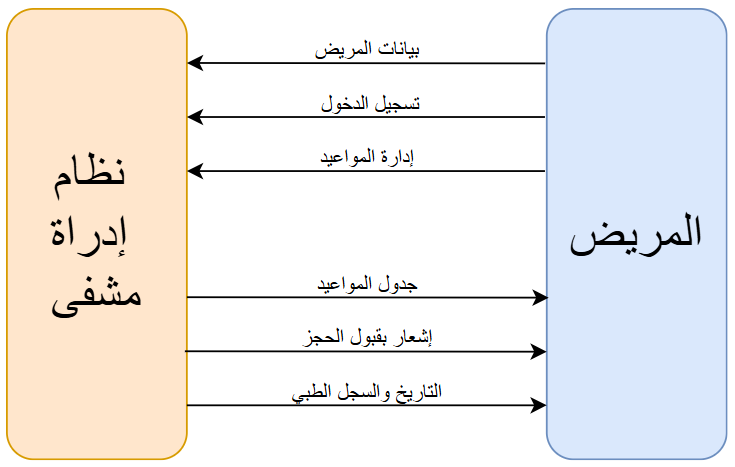 بيانات المريض
تسجيل الدخول
إدارة المواعيد
نظام
إدراة
مشفى
المريض
جدول المواعيد
إشعار بقبول الحجز
التاريخ والسجل الطبي